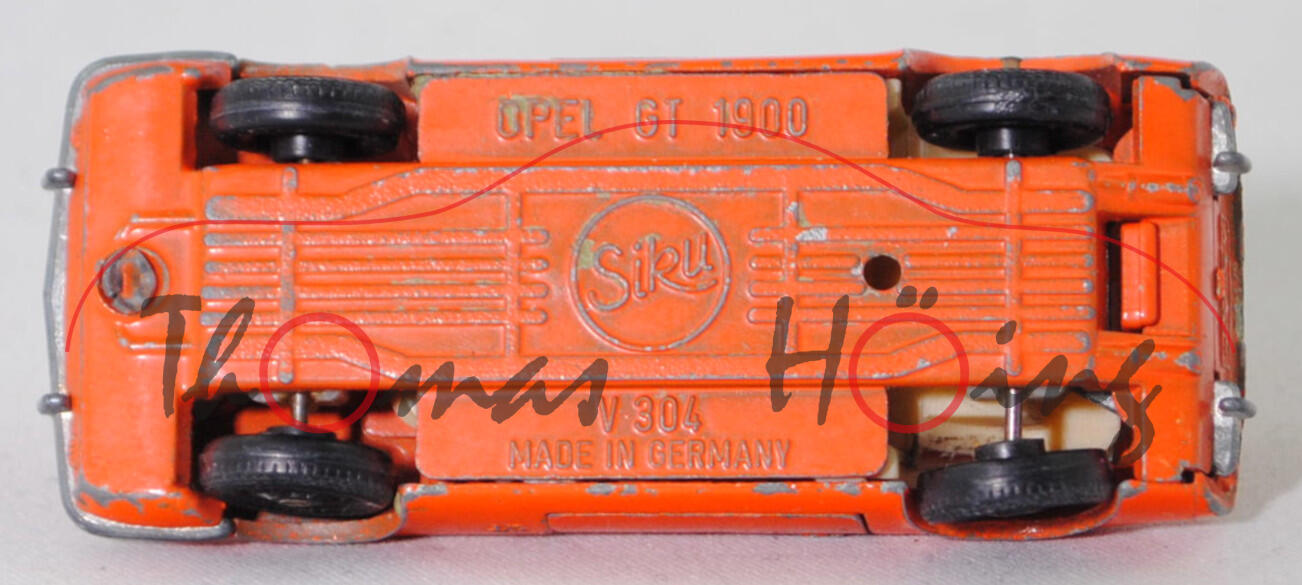 OPEL GT 1900
Siku
Thomas Höing
V-304
MADE IN GERMANY